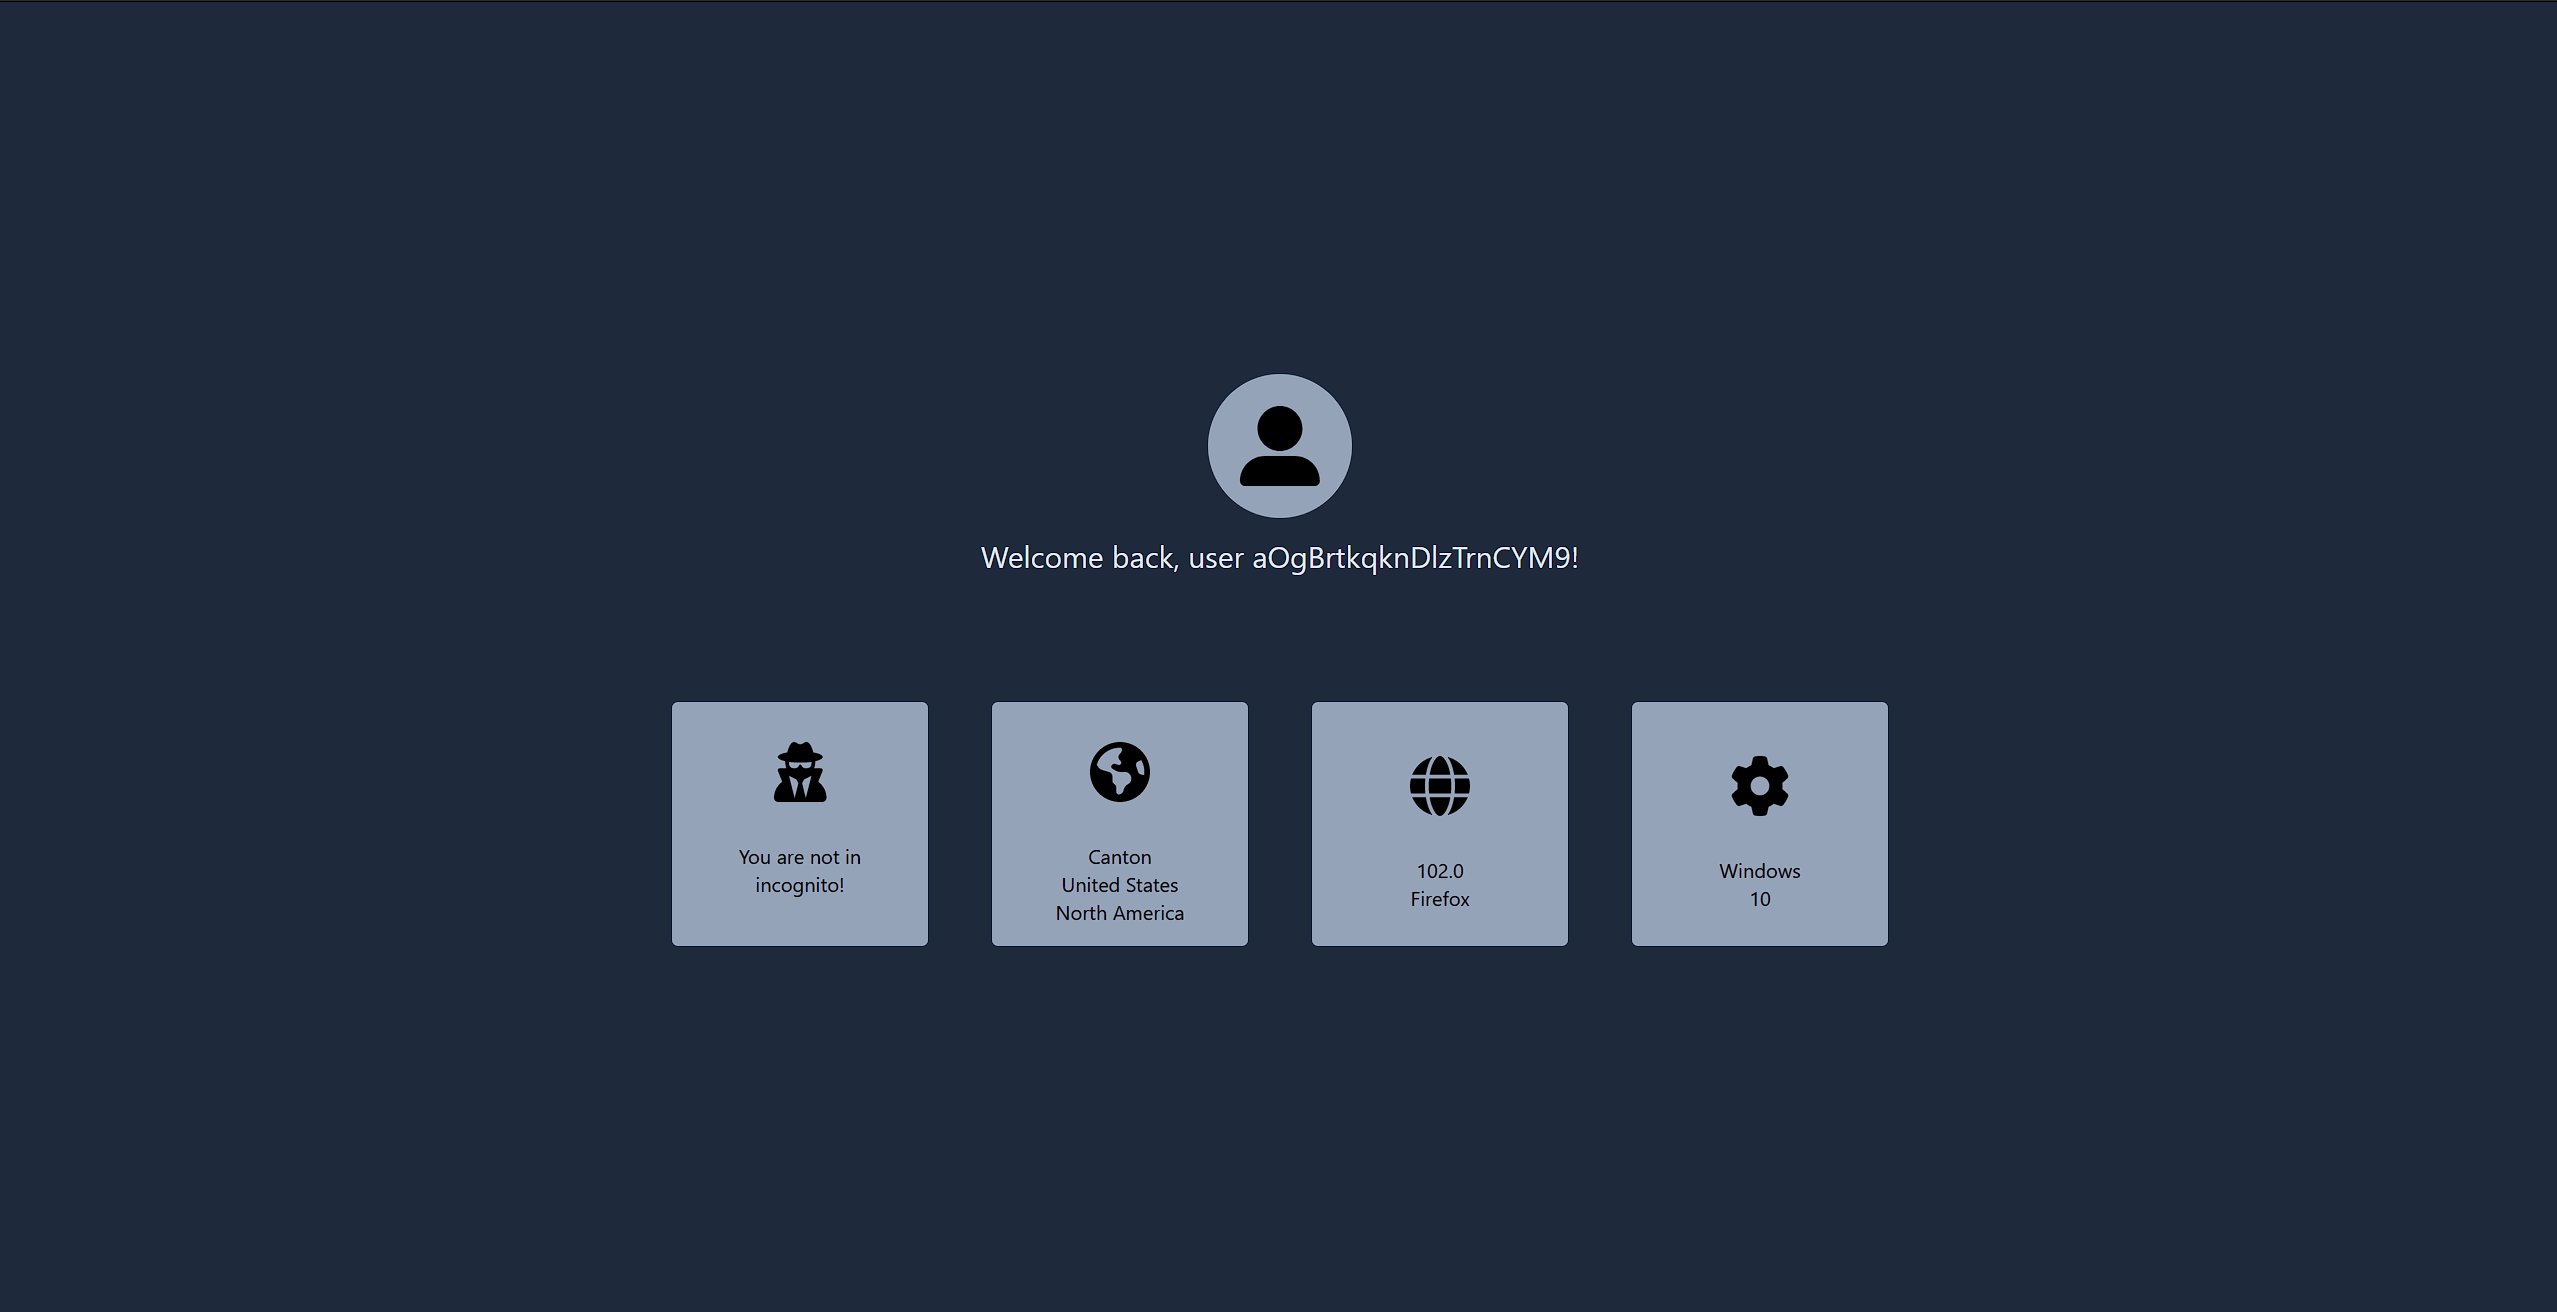 Welcome back, user aOgBrtkqknDlzTrnCYM9!
You are not in
incognito!
Canton
United States
North America
102.0
Firefox
Windows
10